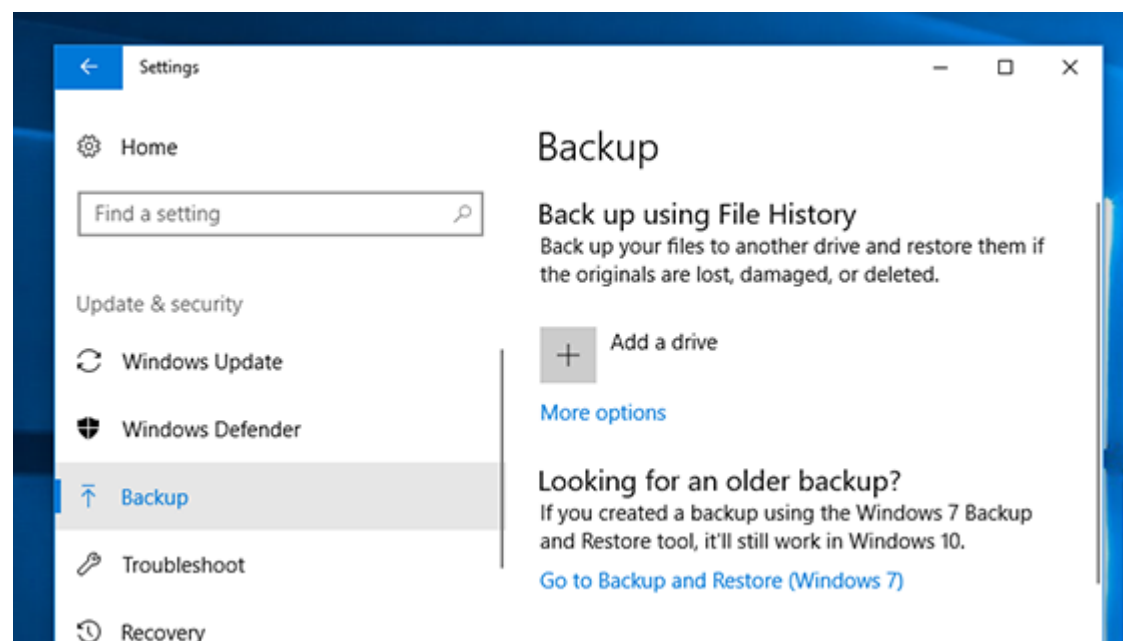 Settings
Home
Find a setting
Update & security
Windows Update
Windows Defender
Backup
Troubleshoot
Recovery
Backup
Back up using File History
Back up your files to another drive and restore them if
the originals are lost, damaged, or deleted.
Add a drive
More options
Looking for an older backup?
If you created a backup using the Windows 7 Backup
and Restore tool, it'll still work in Windows 10.
Go to Backup and Restore (Windows 7)